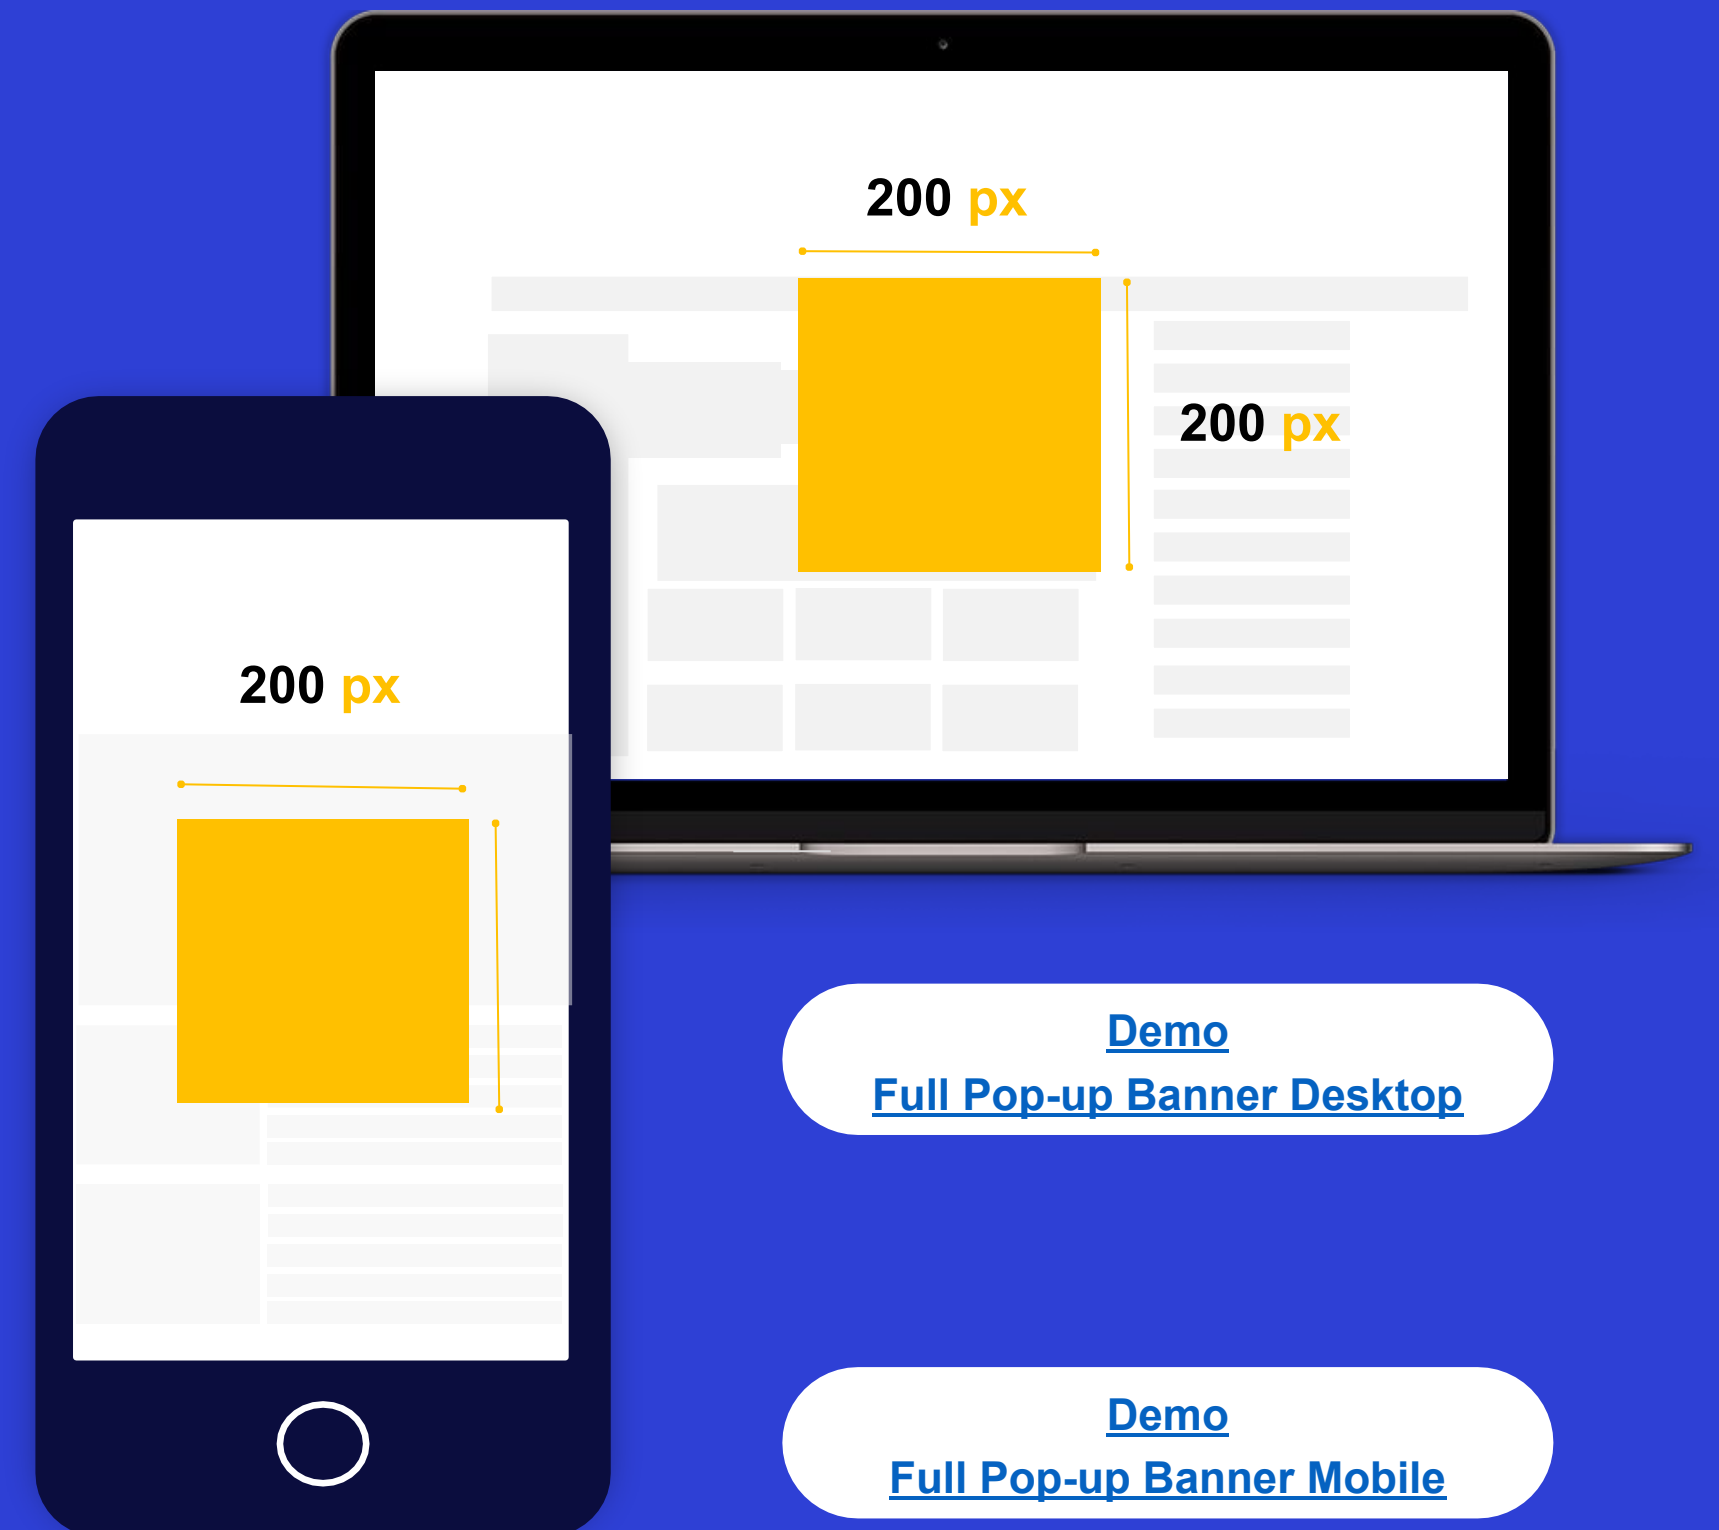 200 px
200 px
200 px
Demo
Full Pop-up Banner Desktop
Demo
Full Pop-up Banner Mobile